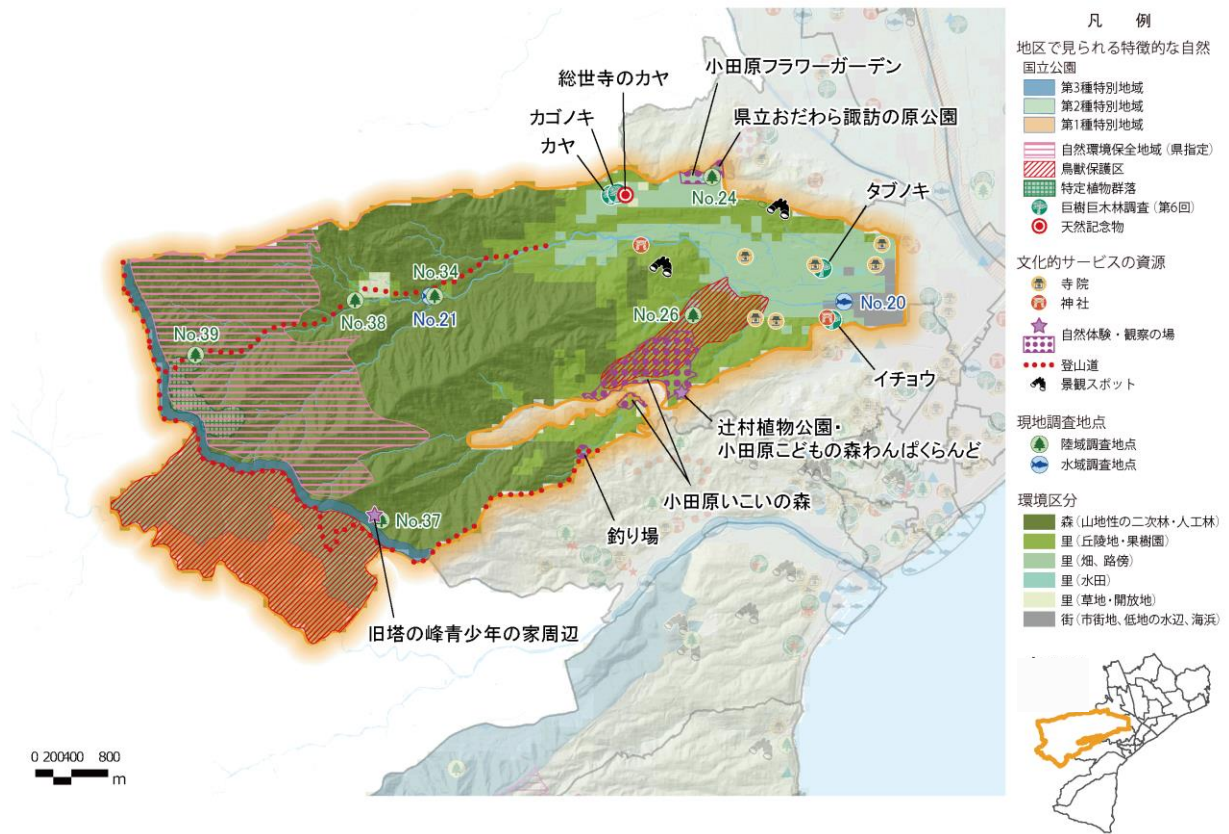 小田原フラワーガーデン
総世寺のカヤ
県立おだわら諏訪の原公園
カゴノキ
カヤ
No.24
タブノキ
No.34
No.21
No.38
No.39
No.26
No.20
イチョウ
辻村植物公園・
小田原こどもの森わんぱくらんど
小田原いこいの森
釣り場
No.37
旧塔の峰青少年の家周辺
0 200400 800
m
凡 例
地区で見られる特徴的な自然
国立公園
第3種特別地域
第2種特別地域
第1種特別地域
自然環境保全地域(県指定)
鳥獣保護区
特定植物群落
巨樹巨木林調査(第6回)
天然記念物
文化的サービスの資源
寺院
神社
自然体験・観察の場
登山道
景観スポット
現地調査地点
陸域調査地点
水域調査地点
環境区分
森(山地性の二次林・人工林)
里(丘陵地・果樹園)
里(畑、路傍)
里(水田)
里(草地・開放地)
街(市街地、低地の水辺、海浜)